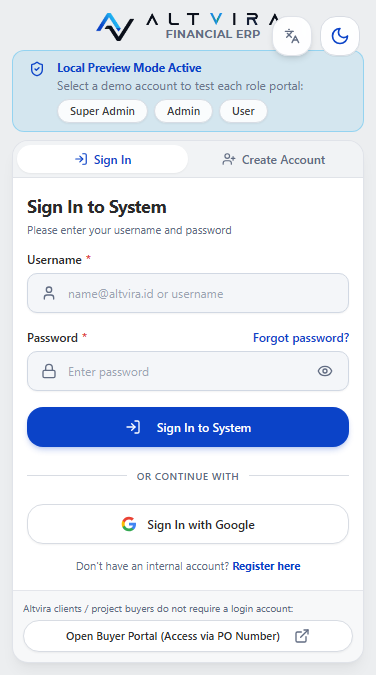 ALTVIRA
FINANCIAL ERP
Local Preview Mode Active
Select a demo account to test each role portal:
Super Admin
Admin
User
Sign In
Create Account
Sign In to System
Please enter your username and password
Username *
name@altvira.id or username
Password *
Forgot password?
Enter password
Sign In to System
OR CONTINUE WITH
Sign In with Google
Don't have an internal account? Register here
Altvira clients / project buyers do not require a login account:
Open Buyer Portal (Access via PO Number)